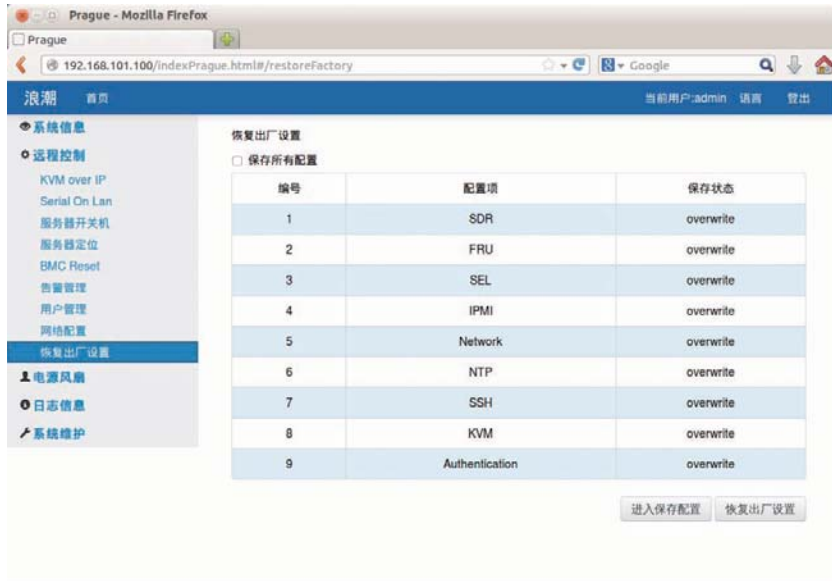 Prague - Mozilla Firefox
Prague
192.168.101.100/indexPrague.html#/restoreFactory
Google
浪潮 首页 当前用户:admin 语言 登出
系统信息
远程控制
KVM over IP
Serial On Lan
服务器开关机
服务器定位
BMC Reset
告警管理
用户管理
网络配置
恢复出厂设置
电源风扇
日志信息
系统维护
恢复出厂设置
保存所有配置
编号 配置项 保存状态
1 SDR overwrite
2 FRU overwrite
3 SEL overwrite
4 IPMI overwrite
5 Network overwrite
6 NTP overwrite
7 SSH overwrite
8 KVM overwrite
9 Authentication overwrite
进入保存配置 恢复出厂设置